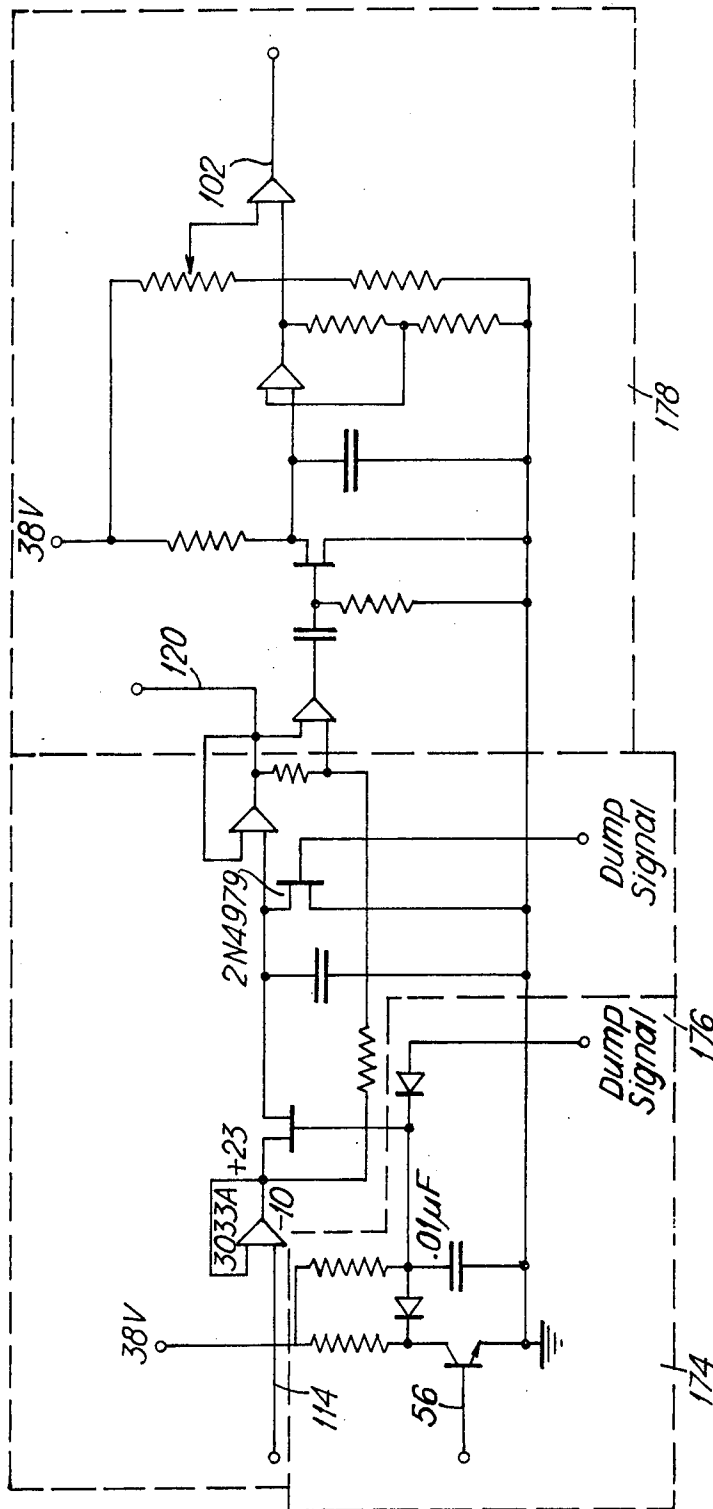 38V
102
120
178
2N4979
Dump
Signal
3033A
+23
-10
.01µF
Dump
Signal
176
38V
114
56
174